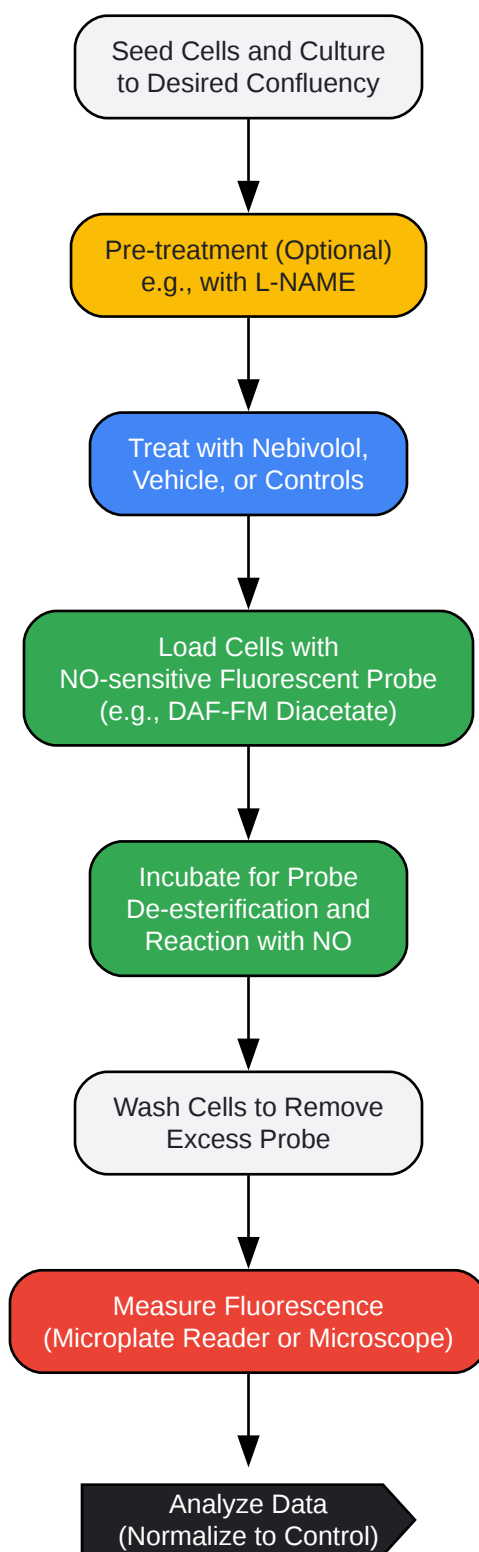 Seed Cells and Culture
to Desired Confluency
Pre-treatment (Optional)
e.g., with L-NAME
Treat with Nebivolol,
Vehicle, or Controls
Load Cells with
NO-sensitive Fluorescent Probe
(e.g., DAF-FM Diacetate)
Incubate for Probe
De-esterification and
Reaction with NO
Wash Cells to Remove
Excess Probe
Measure Fluorescence
(Microplate Reader or Microscope)
Analyze Data
(Normalize to Control)